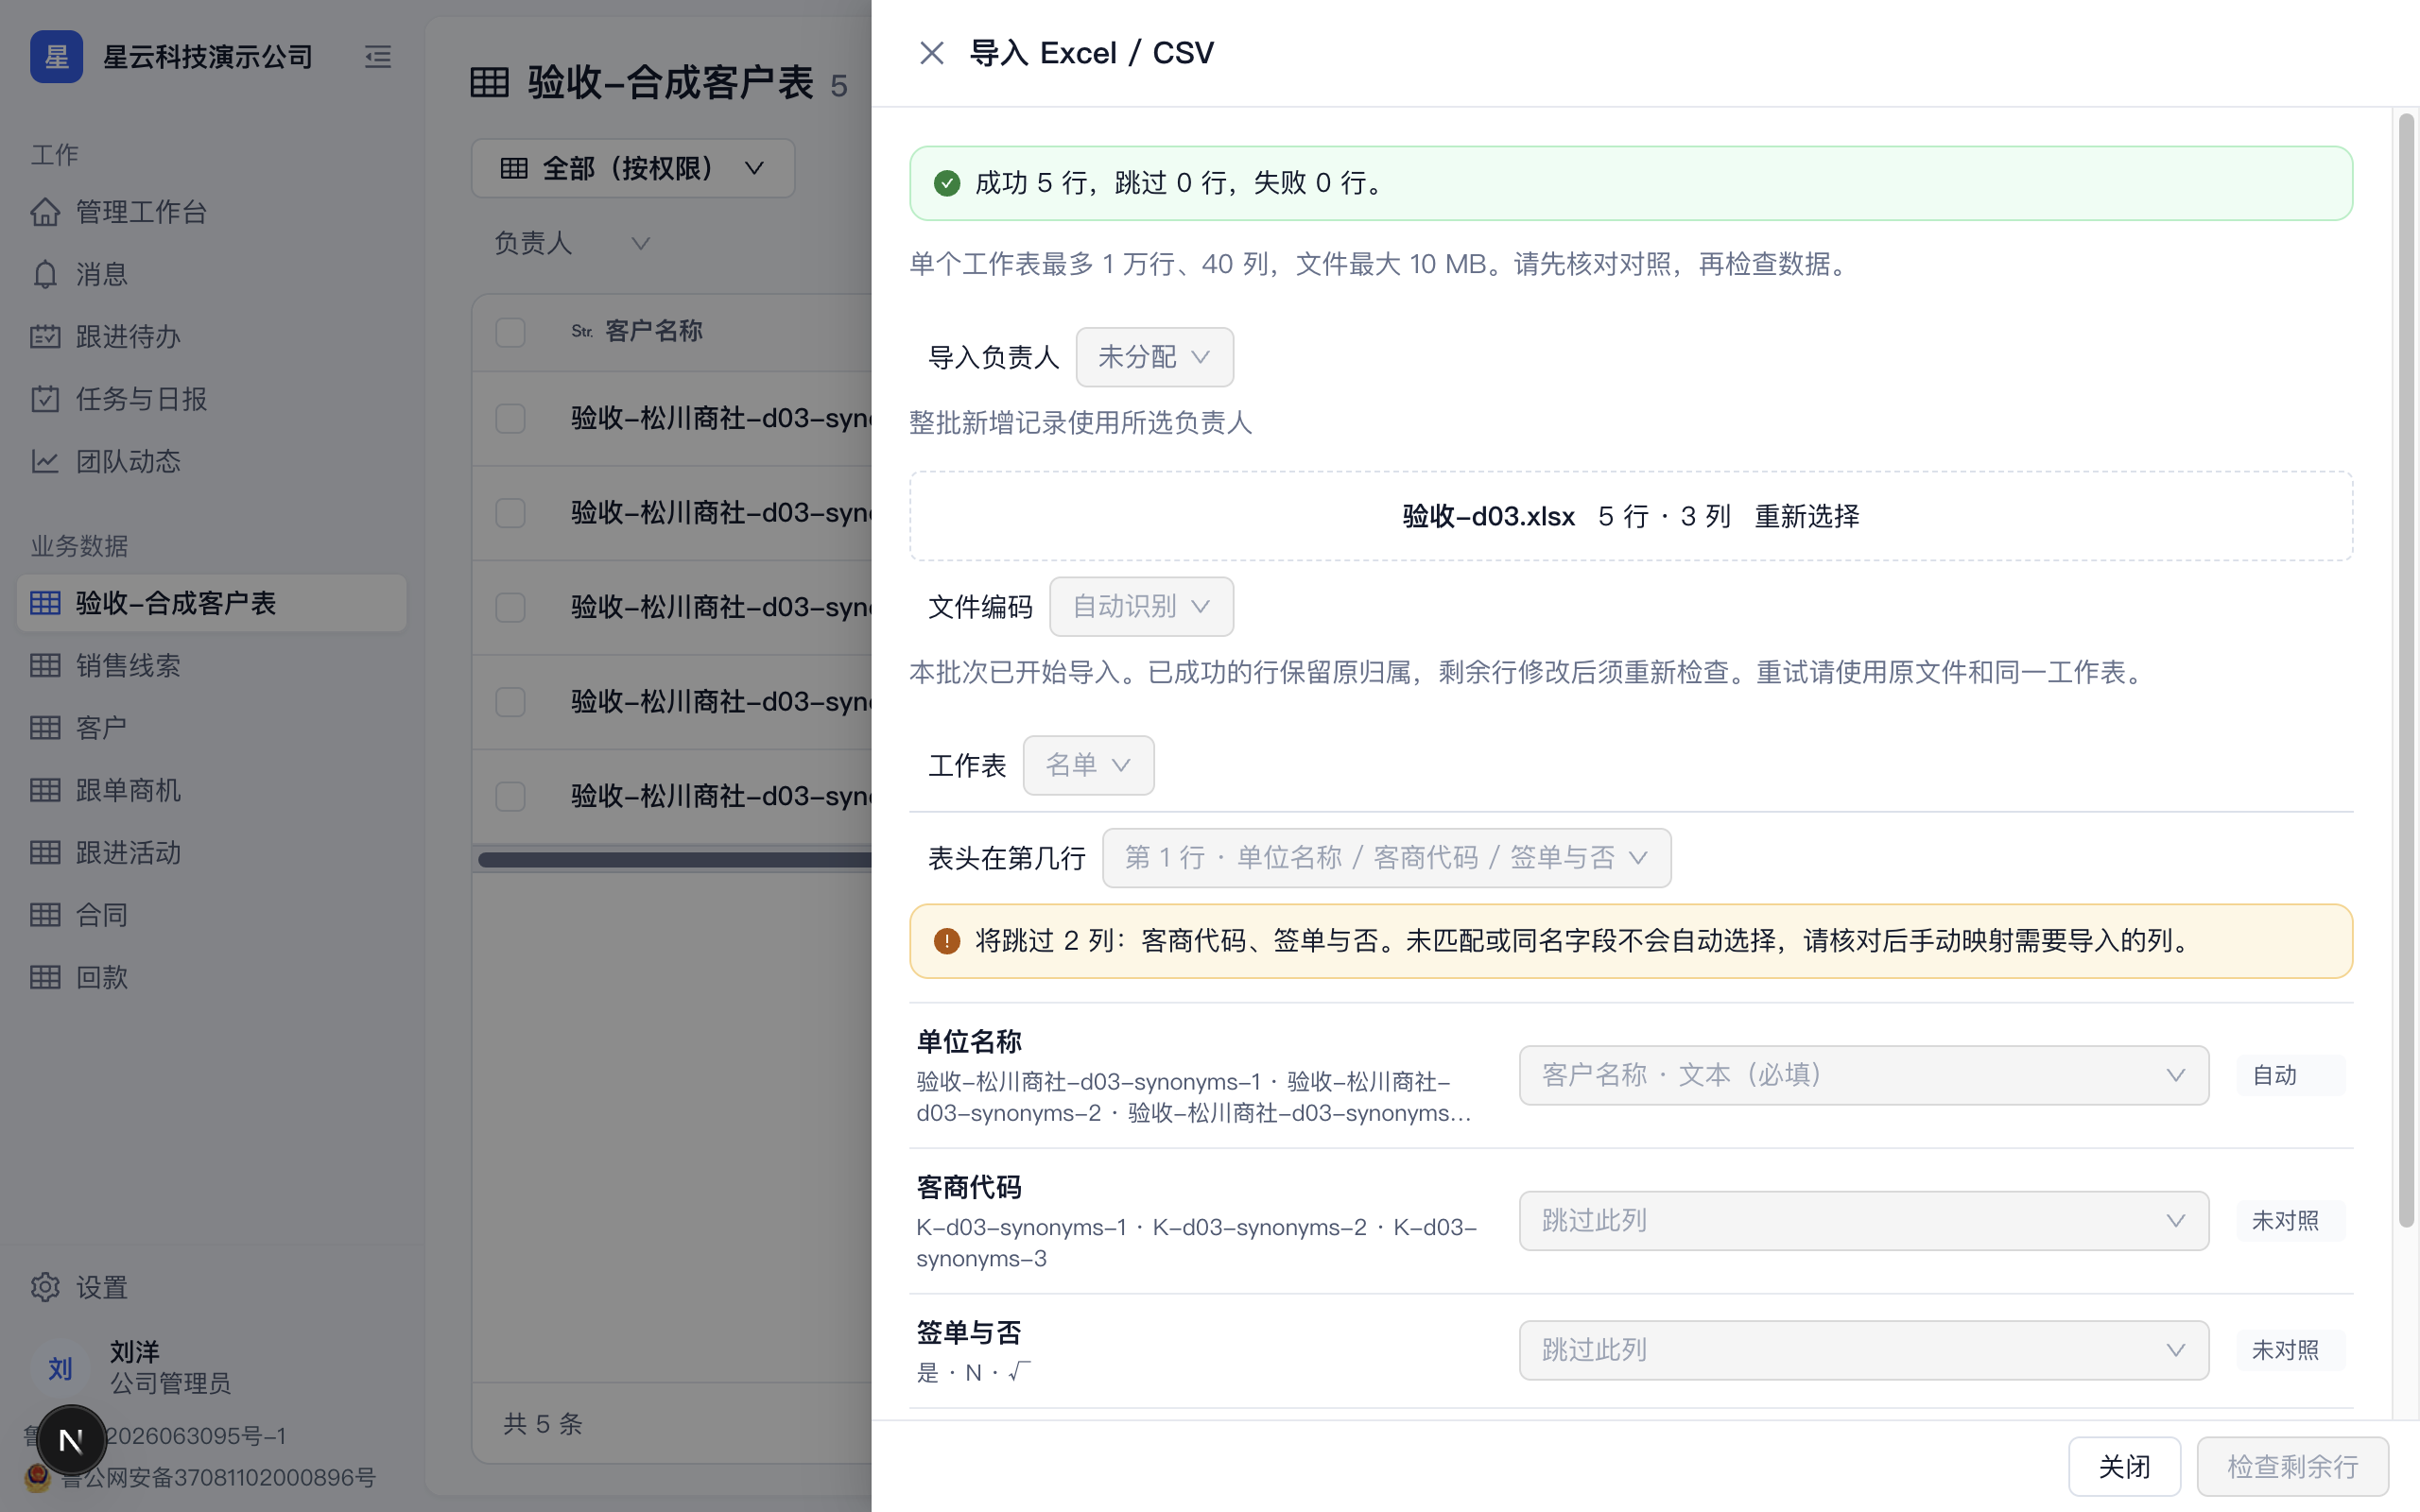 星 星云科技演示公司
工作
管理工作台
消息
跟进待办
任务与日报
团队动态
业务数据
验收-合成客户表
销售线索
客户
跟单商机
跟进活动
合同
回款
设置
刘 刘洋
公司管理员
N 2026063095号-1
鲁公网安备37081102000896号
验收-合成客户表 5
全部（按权限）
负责人
Str. 客户名称
验收-松川商社-d03-syn
验收-松川商社-d03-syn
验收-松川商社-d03-syn
验收-松川商社-d03-syn
验收-松川商社-d03-syn
共 5 条
导入 Excel / CSV
成功 5 行，跳过 0 行，失败 0 行。
单个工作表最多 1 万行、40 列，文件最大 10 MB。请先核对对照，再检查数据。
导入负责人 未分配
整批新增记录使用所选负责人
验收-d03.xlsx 5 行 · 3 列 重新选择
文件编码 自动识别
本批次已开始导入。已成功的行保留原归属，剩余行修改后须重新检查。重试请使用原文件和同一工作表。
工作表 名单
表头在第几行 第 1 行 · 单位名称 / 客商代码 / 签单与否
将跳过 2 列：客商代码、签单与否。未匹配或同名字段不会自动选择，请核对后手动映射需要导入的列。
单位名称
验收-松川商社-d03-synonyms-1 · 验收-松川商社-
d03-synonyms-2 · 验收-松川商社-d03-synonyms...
客户名称 · 文本（必填）
自动
客商代码
K-d03-synonyms-1 · K-d03-synonyms-2 · K-d03-
synonyms-3
跳过此列
未对照
签单与否
是 · N · √
跳过此列
未对照
关闭
检查剩余行